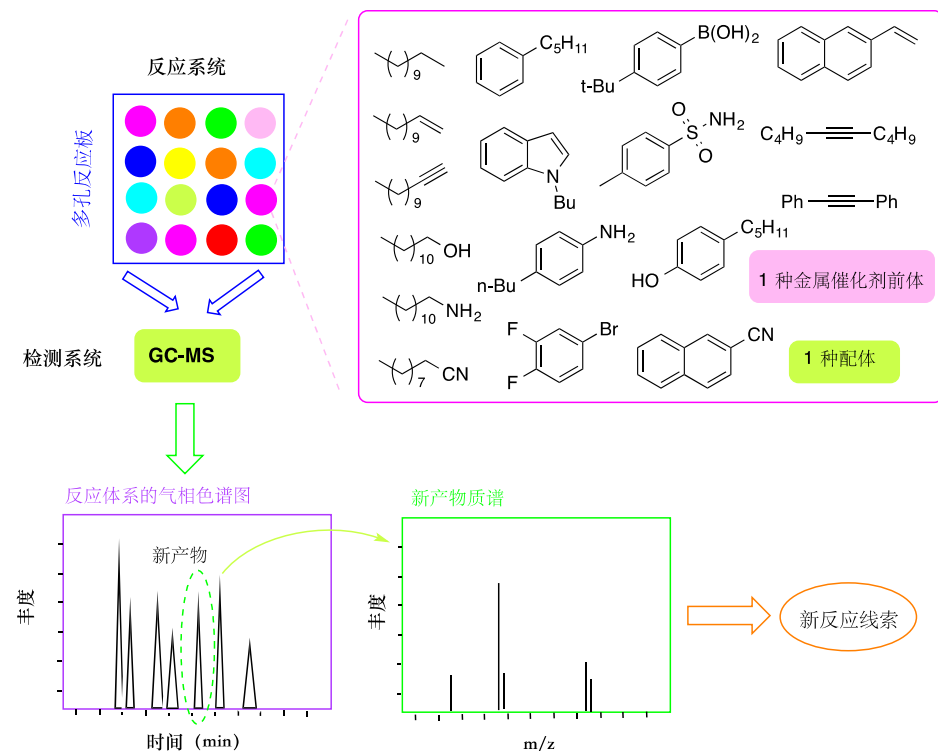 反应系统
多孔反应板
检测系统
GC-MS
9
C5H11
B(OH)2
t-Bu
9
N
Bu
S
O
O
NH2
C4H9
C4H9
9
Ph
Ph
10
OH
n-Bu
NH2
HO
C5H11
1 种金属催化剂前体
10
NH2
F
F
Br
CN
1 种配体
7
CN
反应体系的气相色谱图
新产物
丰度
时间（min）
新产物质谱
丰度
m/z
新反应线索